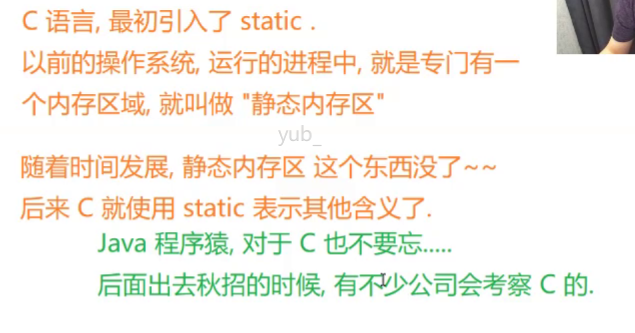 C 语言, 最初引入了 static .
以前的操作系统, 运行的进程中, 就是专门有一
个内存区域, 就叫做 "静态内存区"
yub_
随着时间发展, 静态内存区 这个东西没了~~
后来 C 就使用 static 表示其他含义了.
Java 程序猿, 对于 C 也不要忘.....
后面出去秋招的时候, 有不少公司会考察 C 的.